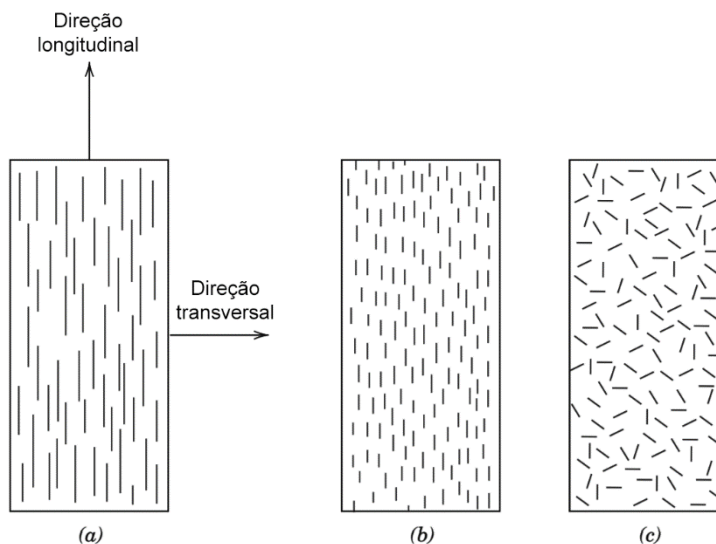 Direção
longitudinal
Direção
transversal
(a)
(b)
(c)